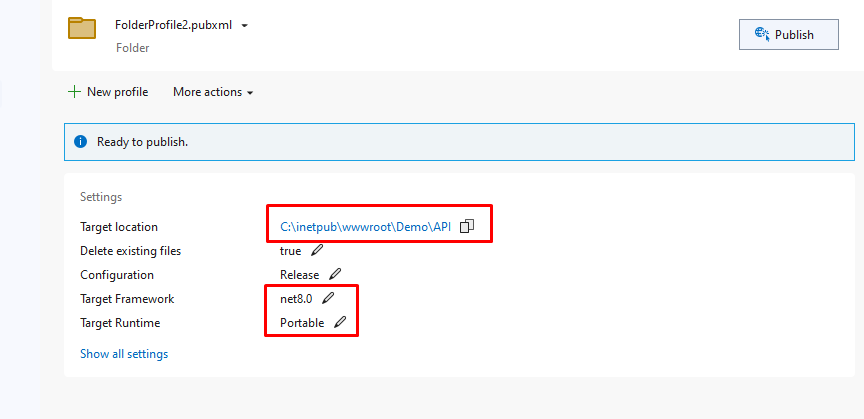 FolderProfile2.pubxml
Folder
Publish
New profile More actions
Ready to publish.
Settings
Target location C:\inetpub\wwwroot\Demo\API
Delete existing files true
Configuration Release
Target Framework net8.0
Target Runtime Portable
Show all settings